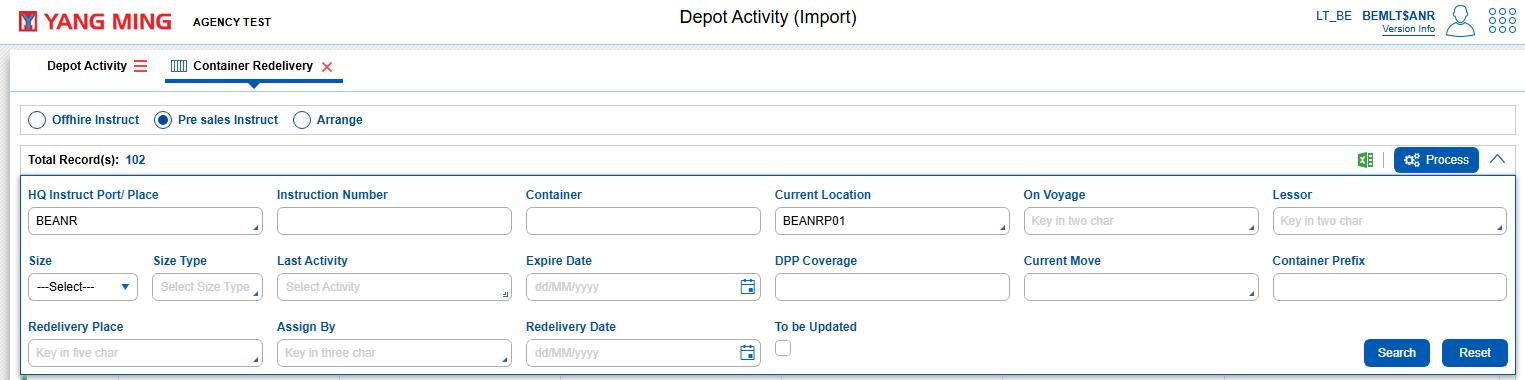 YANG MING AGENCY TEST Depot Activity (Import) LT_BE BEMLT$ANR
Version Info
Depot Activity Container Redelivery
Offhire Instruct Pre sales Instruct Arrange
Total Record(s): 102 Process
HQ Instruct Port/ Place Instruction Number Container Current Location On Voyage Lessor
BEANR BEANRP01 Key in two char Key in two char
Size Size Type Last Activity Expire Date DPP Coverage Current Move Container Prefix
---Select--- Select Size Type Select Activity dd/MM/yyyy
Redelivery Place Assign By Redelivery Date To be Updated
Key in five char Key in three char dd/MM/yyyy Search Reset